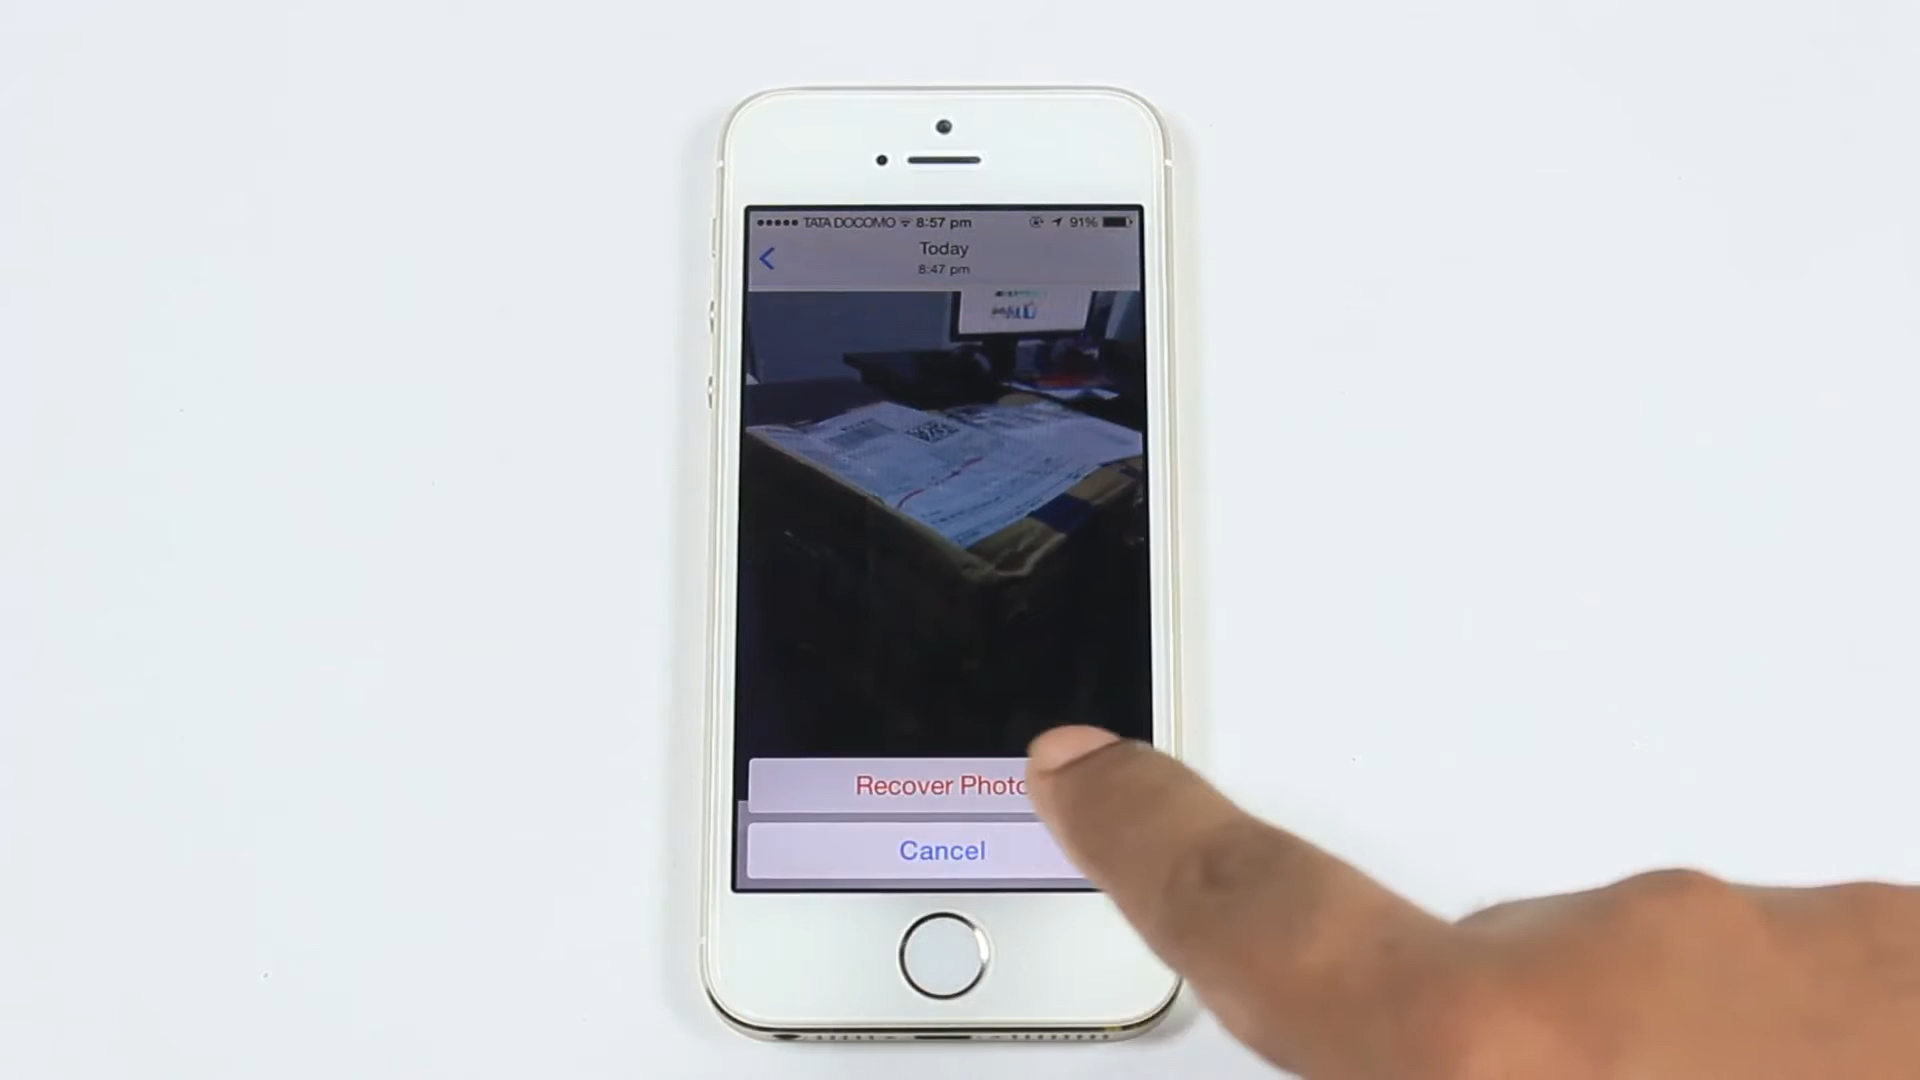 TATA DOCOMO 8:57 pm 91%
Today
8:47 pm
Recover Photo
Cancel